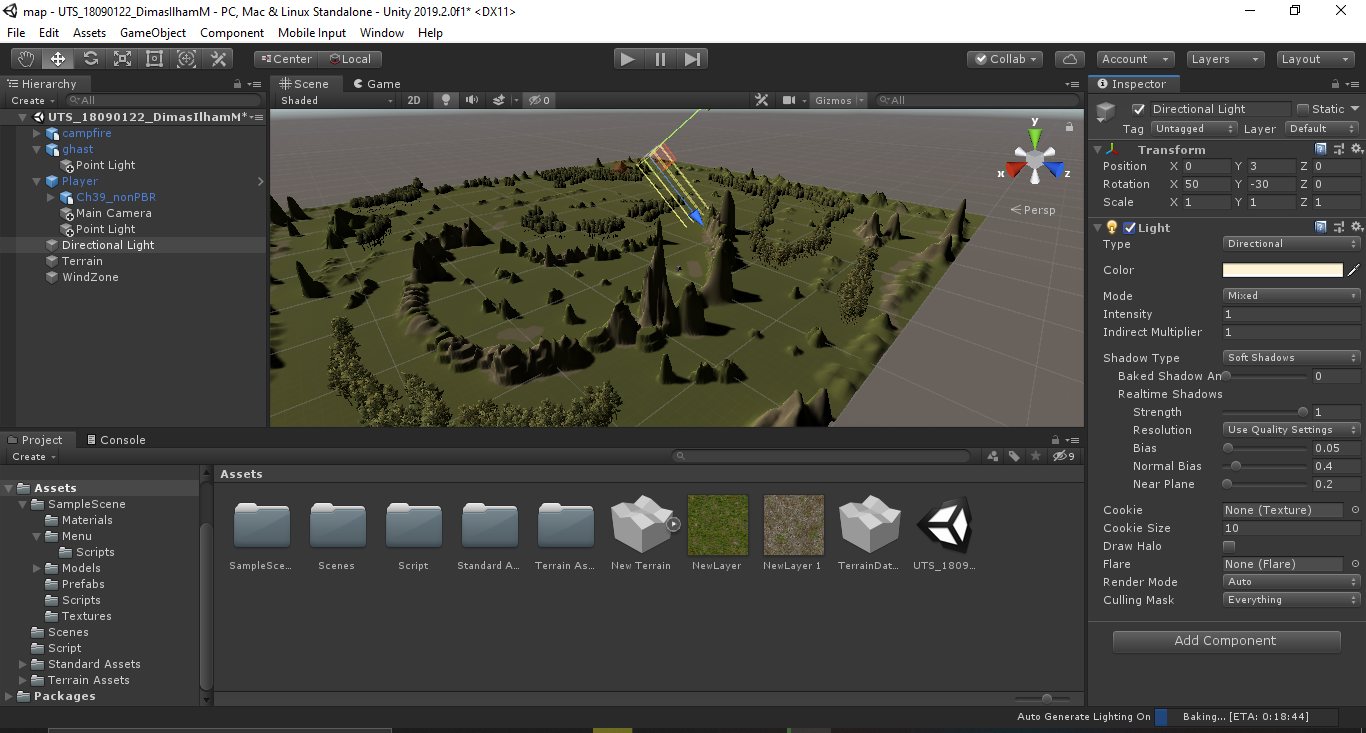 map - UTS_18090122_DimasIlhamM - PC, Mac & Linux Standalone - Unity 2019.2.0f1* <DX11>
File Edit Assets GameObject Component Mobile Input Window Help
Center Local Collab Account Layers Layout
Hierarchy
Create All
UTS_18090122_DimasIlhamM*
campfire
ghast
Point Light
Player
Ch39_nonPBR
Main Camera
Point Light
Directional Light
Terrain
WindZone
Scene Game
Shaded 2D 0 Gizmos All
y
x
z
Persp
Inspector
Directional Light Static
Tag Untagged Layer Default
Transform
Position X 0 Y 3 Z 0
Rotation X 50 Y -30 Z 0
Scale X 1 Y 1 Z 1
Light
Type Directional
Color
Mode Mixed
Intensity 1
Indirect Multiplier 1
Shadow Type Soft Shadows
Baked Shadow An 0
Realtime Shadows
Strength 1
Resolution Use Quality Settings
Bias 0.05
Normal Bias 0.4
Near Plane 0.2
Cookie None (Texture)
Cookie Size 10
Draw Halo
Flare None (Flare)
Render Mode Auto
Culling Mask Everything
Add Component
Project Console
Create 9
Assets
SampleScene
Materials
Menu
Scripts
Models
Prefabs
Scripts
Textures
Scenes
Script
Standard Assets
Terrain Assets
Packages
Assets
SampleSce... Scenes Script Standard A... Terrain As... New Terrain NewLayer NewLayer 1 TerrainDat... UTS_1809...
Auto Generate Lighting On Baking... [ETA: 0:18:44]